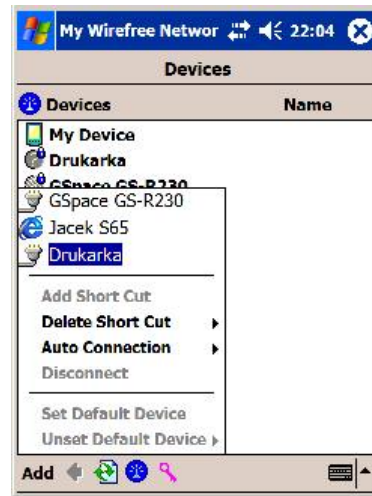 My Wirefree Networ 22:04
Devices
Devices Name
My Device
Drukarka
GSpace GS-R230
GSpace GS-R230
Jacek S65
Drukarka
Add Short Cut
Delete Short Cut
Auto Connection
Disconnect
Set Default Device
Unset Default Device
Add